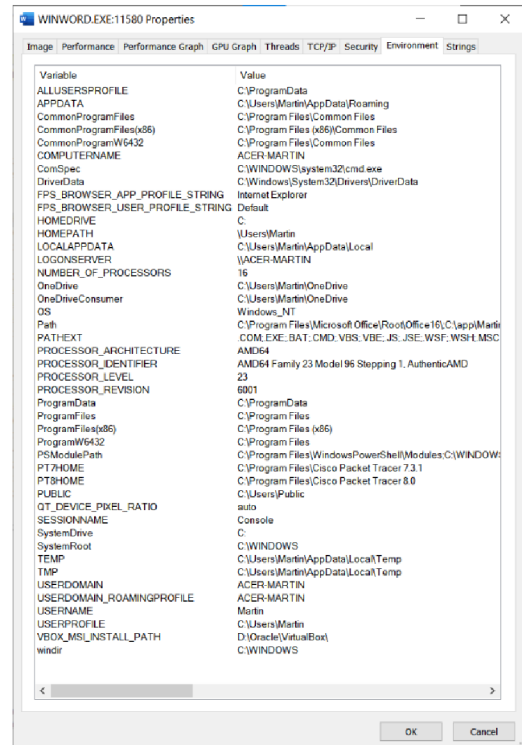 WINWORD.EXE:11580 Properties
Image Performance Performance Graph GPU Graph Threads TCP/IP Security Environment Strings
Variable Value
ALLUSERSPROFILE C:\ProgramData
APPDATA C:\Users\Martin\AppData\Roaming
CommonProgramFiles C:\Program Files\Common Files
CommonProgramFiles(x86) C:\Program Files (x86)\Common Files
CommonProgramW6432 C:\Program Files\Common Files
COMPUTERNAME ACER-MARTIN
ComSpec C:\WINDOWS\system32\cmd.exe
DriverData C:\Windows\System32\Drivers\DriverData
FPS_BROWSER_APP_PROFILE_STRING Internet Explorer
FPS_BROWSER_USER_PROFILE_STRING Default
HOMEDRIVE C:
HOMEPATH \Users\Martin
LOCALAPPDATA C:\Users\Martin\AppData\Local
LOGONSERVER \\ACER-MARTIN
NUMBER_OF_PROCESSORS 16
OneDrive C:\Users\Martin\OneDrive
OneDriveConsumer C:\Users\Martin\OneDrive
OS Windows_NT
Path C:\Program Files\Microsoft Office\Root\Office16\;C:\app\Martin
PATHEXT .COM;.EXE;.BAT;.CMD;.VBS;.VBE;.JS;.JSE;.WSF;.WSH;.MSC
PROCESSOR_ARCHITECTURE AMD64
PROCESSOR_IDENTIFIER AMD64 Family 23 Model 96 Stepping 1, AuthenticAMD
PROCESSOR_LEVEL 23
PROCESSOR_REVISION 6001
ProgramData C:\ProgramData
ProgramFiles C:\Program Files
ProgramFiles(x86) C:\Program Files (x86)
ProgramW6432 C:\Program Files
PSModulePath C:\Program Files\WindowsPowerShell\Modules;C:\WINDOWS
PT7HOME C:\Program Files\Cisco Packet Tracer 7.3.1
PT8HOME C:\Program Files\Cisco Packet Tracer 8.0
PUBLIC C:\Users\Public
QT_DEVICE_PIXEL_RATIO auto
SESSIONNAME Console
SystemDrive C:
SystemRoot C:\WINDOWS
TEMP C:\Users\Martin\AppData\Local\Temp
TMP C:\Users\Martin\AppData\Local\Temp
USERDOMAIN ACER-MARTIN
USERDOMAIN_ROAMINGPROFILE ACER-MARTIN
USERNAME Martin
USERPROFILE C:\Users\Martin
VBOX_MSI_INSTALL_PATH D:\Oracle\VirtualBox\
windir C:\WINDOWS
OK Cancel